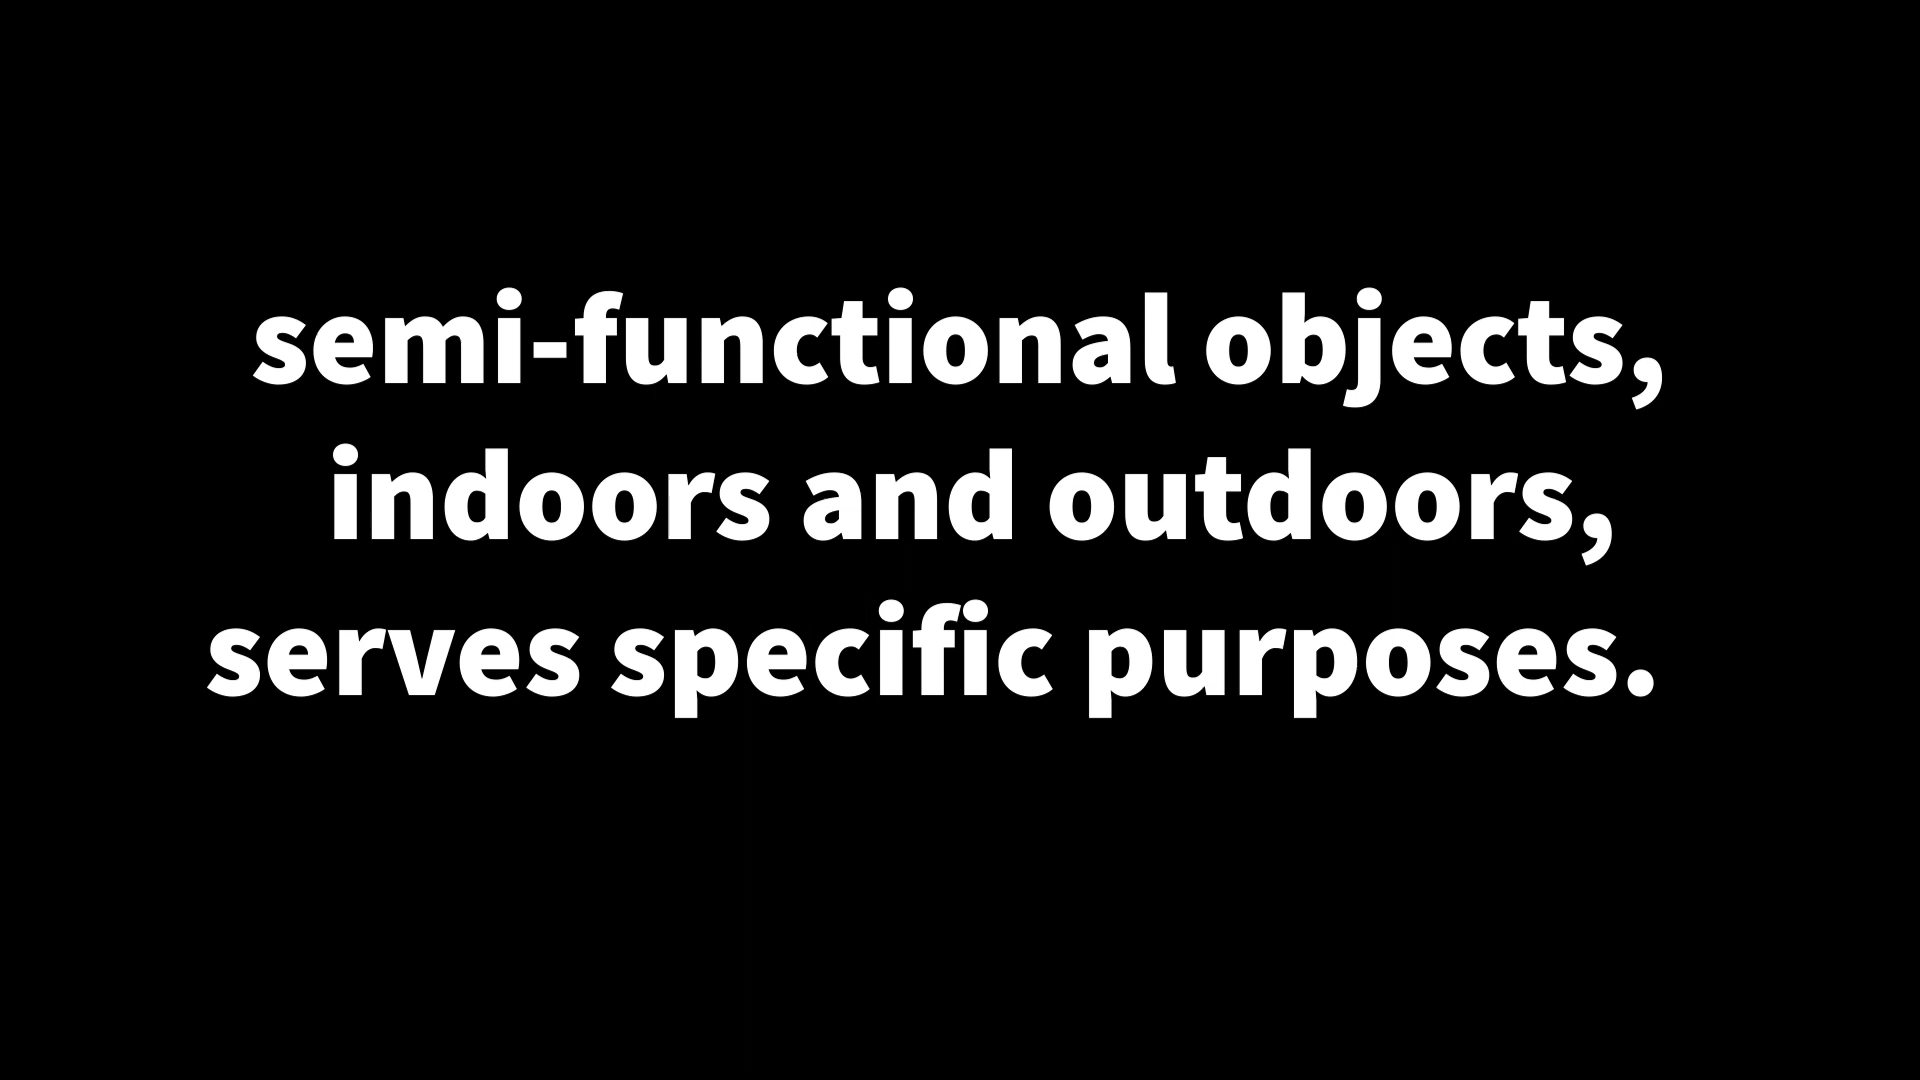 semi-functional objects,
indoors and outdoors,
serves specific purposes.